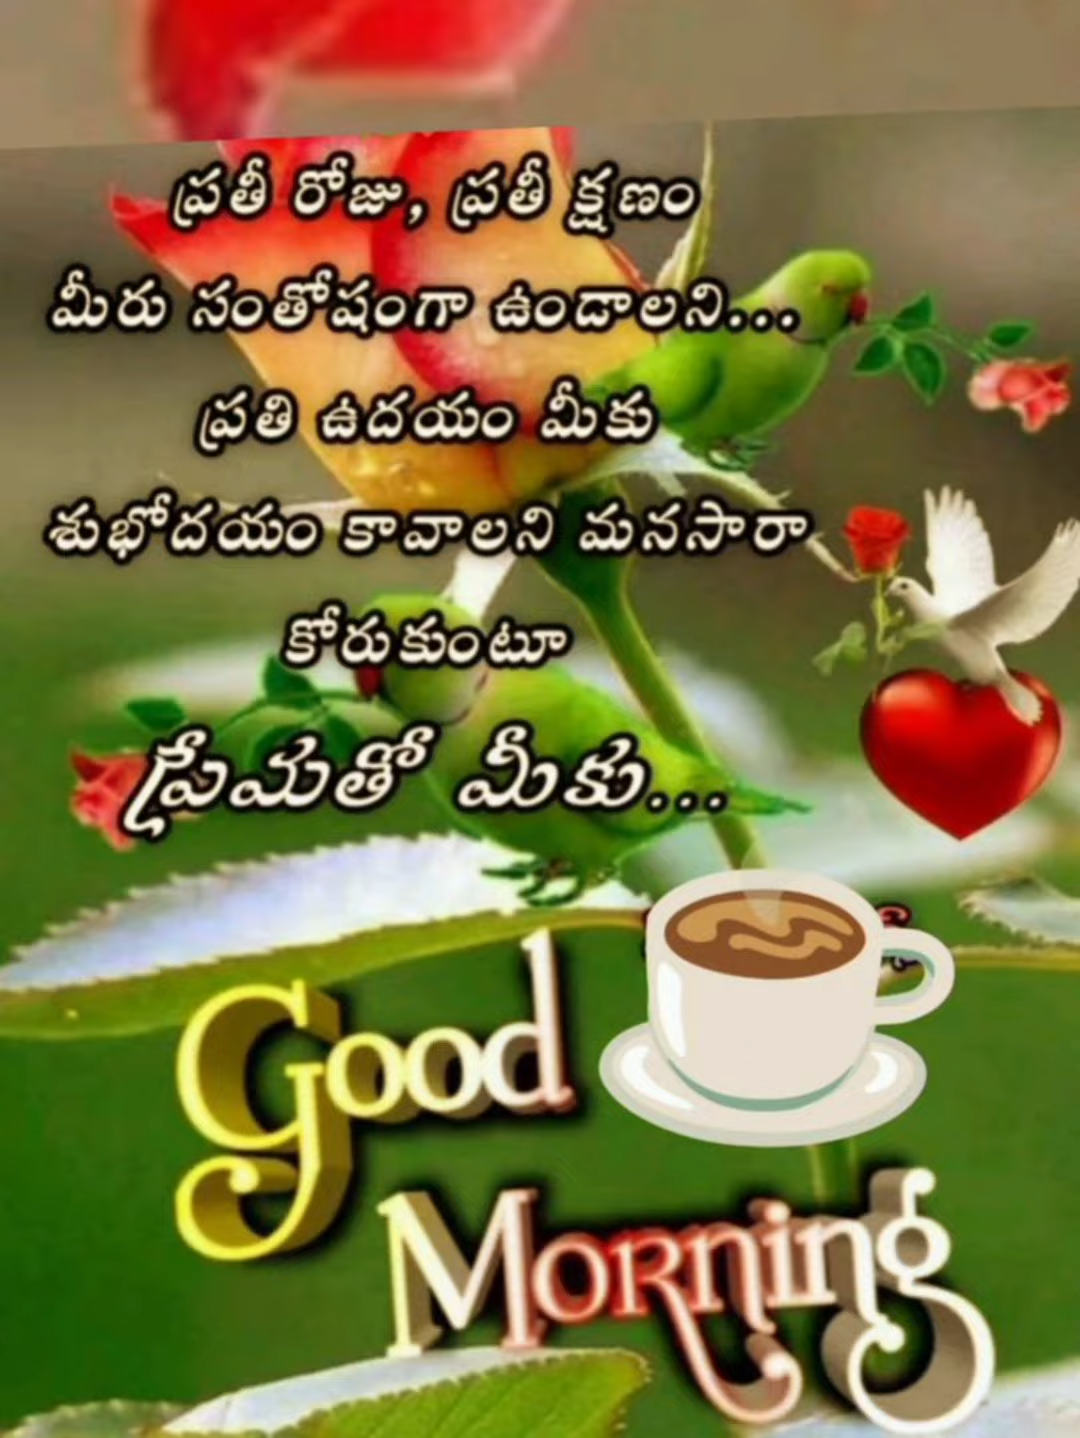 ప్రతీ రోజు, ప్రతీ క్షణం
మీరు సంతోషంగా ఉండాలని...
ప్రతి ఉదయం మీకు
శుభోదయం కావాలని మనసారా
కోరుకుంటూ
ప్రేమతో మీకు...
Good
Morning